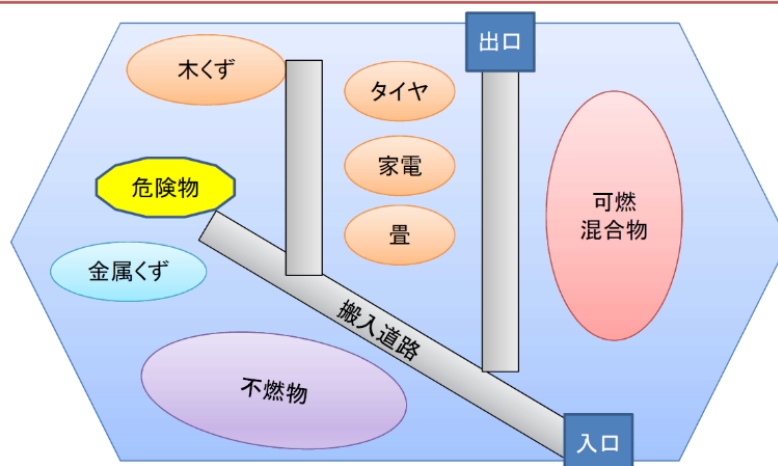 出口
木くず
タイヤ
家電
危険物
可燃
混合物
畳
金属くず
搬入道路
不燃物
入口